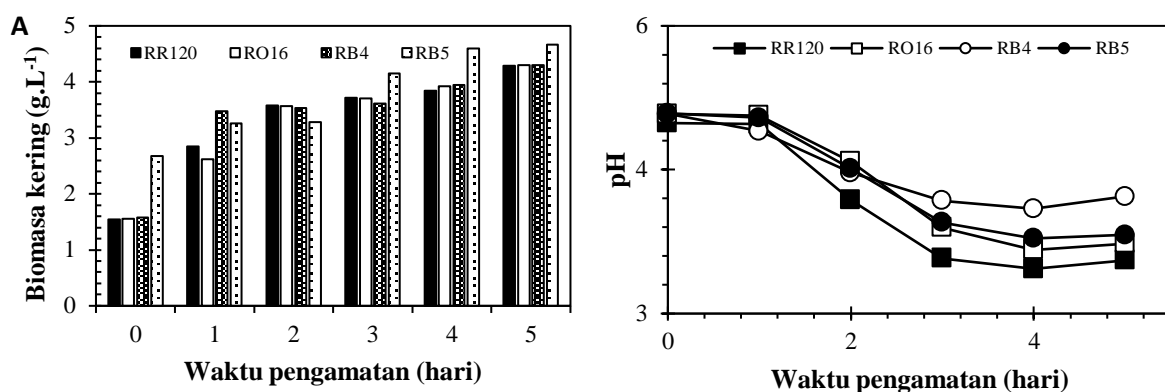 A
Biomasa kering (g.L-1)
5
4
3
2
1
0
RR120 RO16 RB4 RB5
0 1 2 3 4 5
Waktu pengamatan (hari)
pH
6
4
3
RR120 RO16 RB4 RB5
0 2 4
Waktu pengamatan (hari)